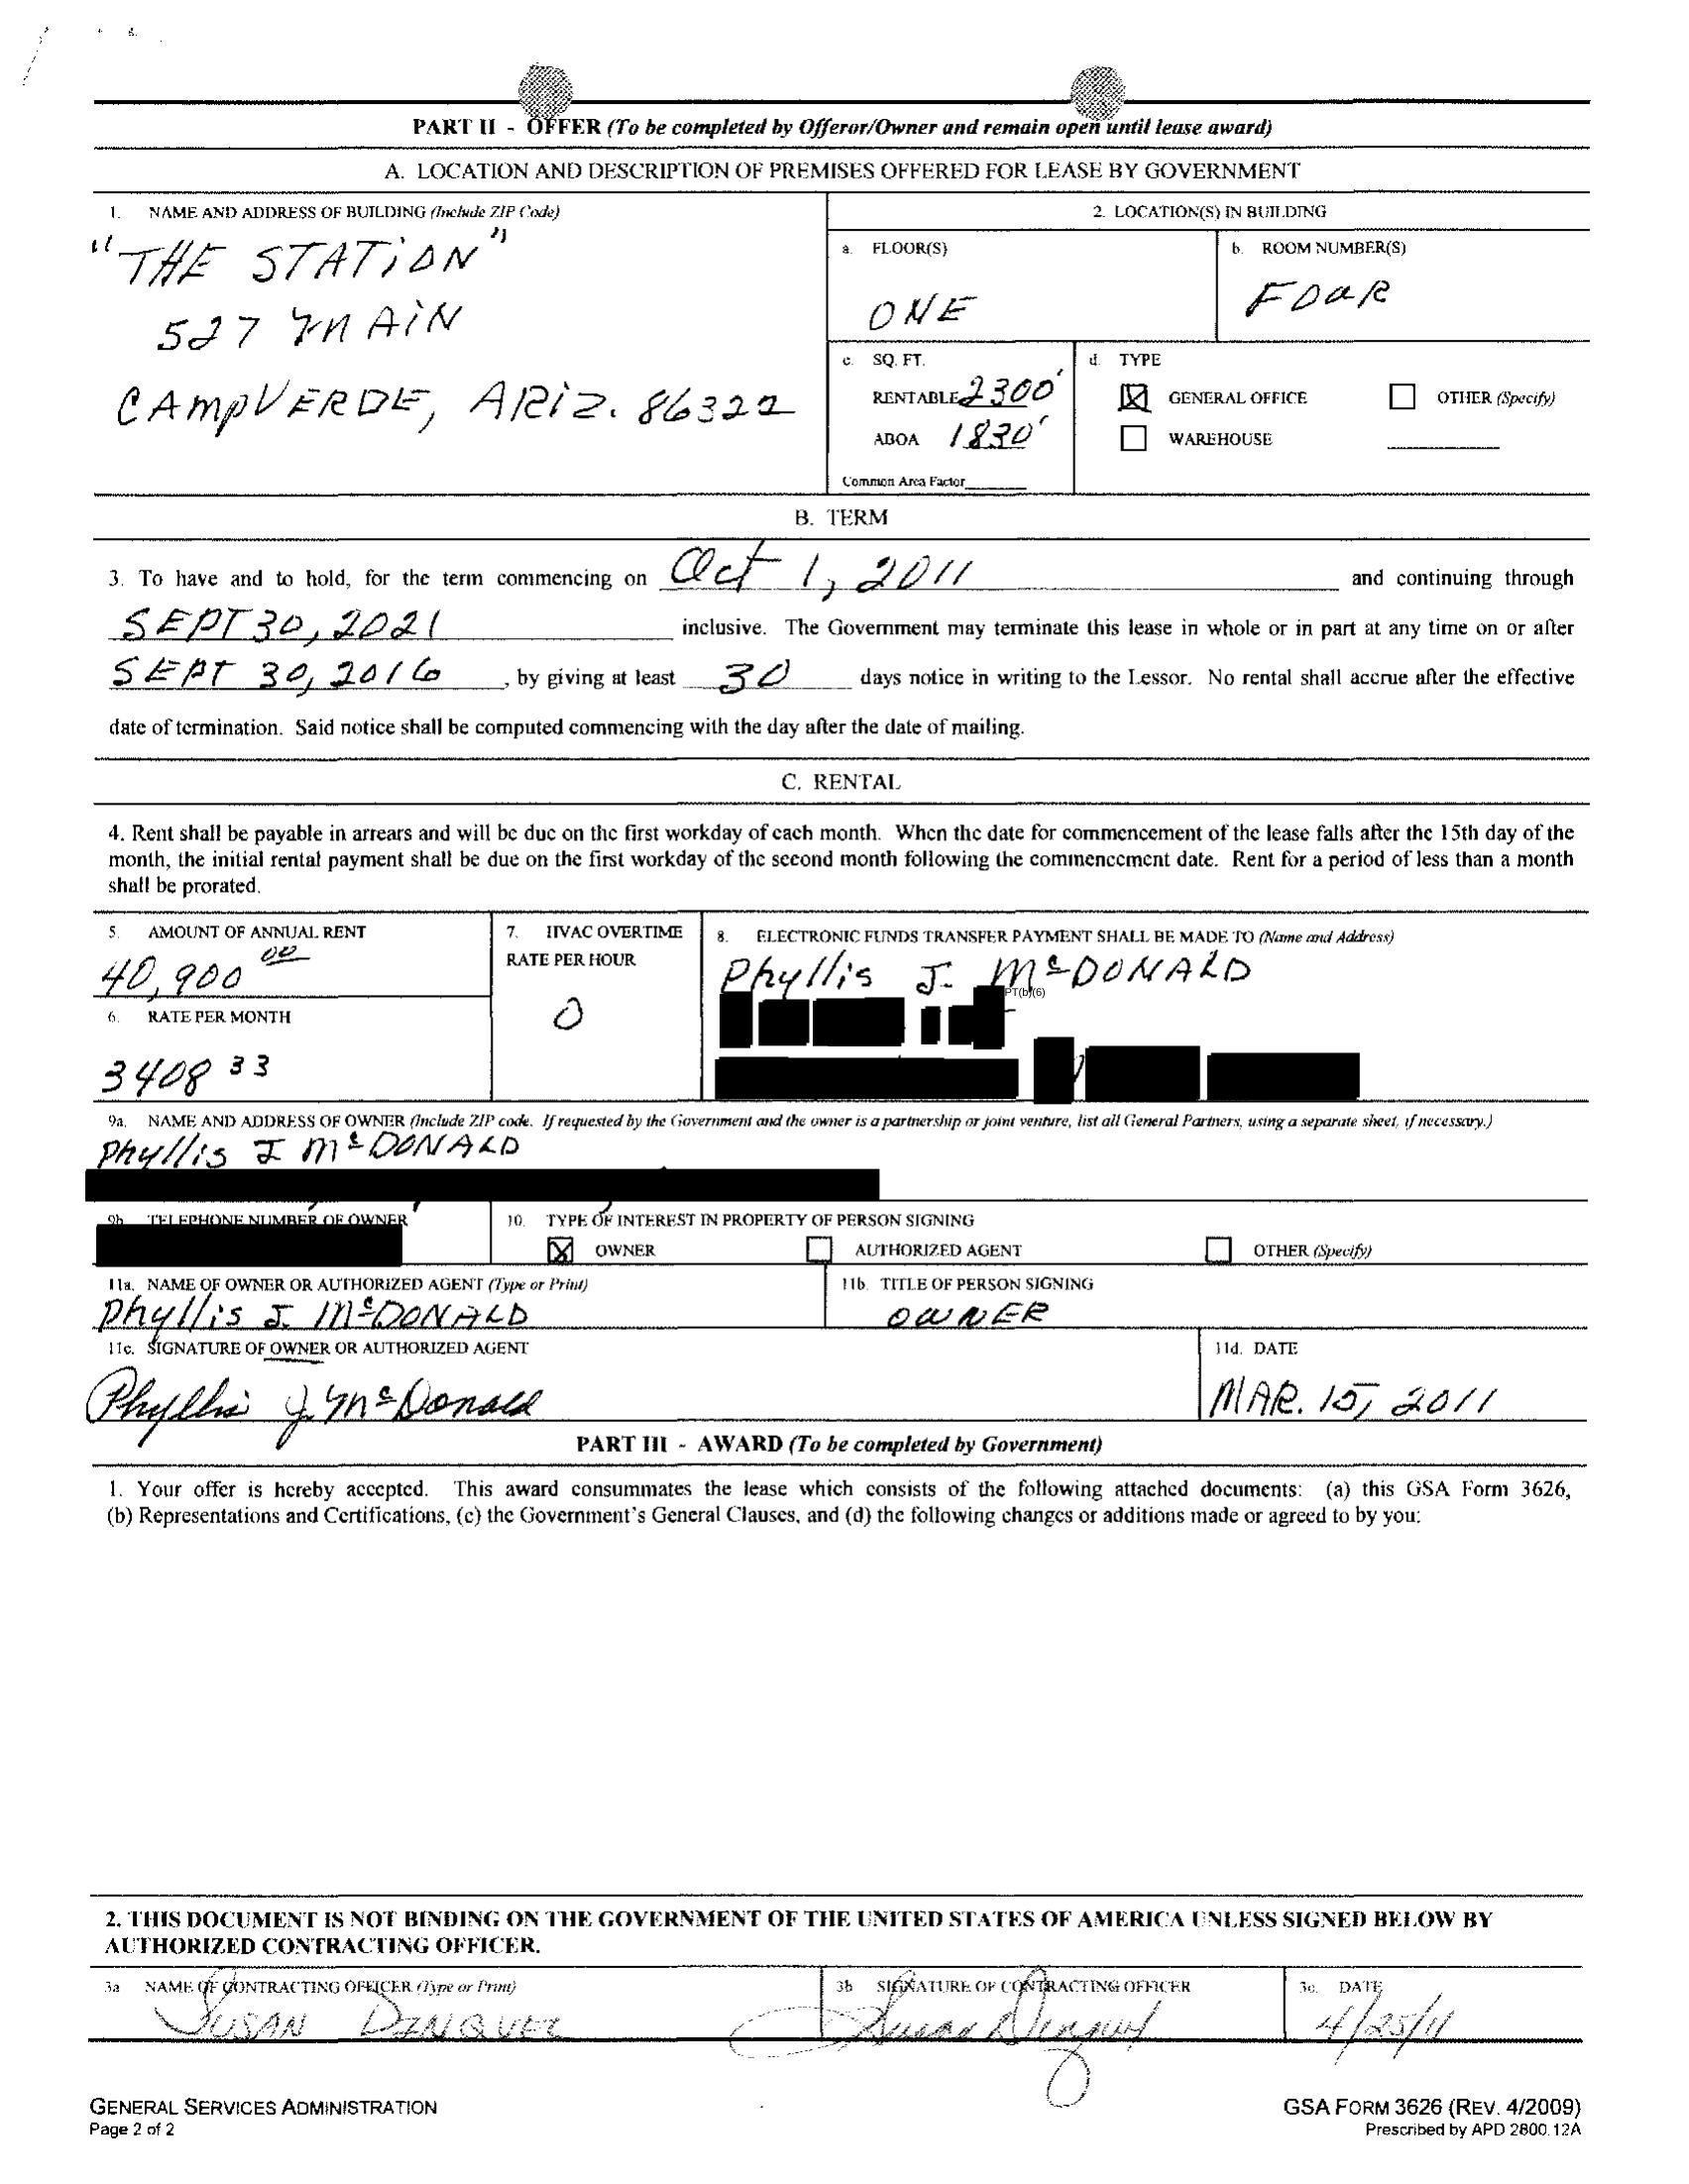 PART II - OFFER (To be completed by Offeror/Owner and remain open until lease award)
A. LOCATION AND DESCRIPTION OF PREMISES OFFERED FOR LEASE BY GOVERNMENT
1. NAME AND ADDRESS OF BUILDING (Include ZIP Code)
"THE STATION"
527 MAIN
CAMPVERDE, ARIZ. 86322
2. LOCATION(S) IN BUILDING
a. FLOOR(S)
ONE
b. ROOM NUMBER(S)
FOUR
c. SQ. FT.
RENTABLE 2300'
ABOA 1830'
Common Area Factor
d. TYPE
GENERAL OFFICE
OTHER (Specify)
WAREHOUSE
B. TERM
3. To have and to hold, for the term commencing on Oct 1, 2011 and continuing through
SEPT 30, 2021 inclusive. The Government may terminate this lease in whole or in part at any time on or after
SEPT 30, 2016, by giving at least 30 days notice in writing to the Lessor. No rental shall accrue after the effective
date of termination. Said notice shall be computed commencing with the day after the date of mailing.
C. RENTAL
4. Rent shall be payable in arrears and will be due on the first workday of each month. When the date for commencement of the lease falls after the 15th day of the
month, the initial rental payment shall be due on the first workday of the second month following the commencement date. Rent for a period of less than a month
shall be prorated.
5. AMOUNT OF ANNUAL RENT
40,900 00
6. RATE PER MONTH
3408 33
7. HVAC OVERTIME
RATE PER HOUR
0
8. ELECTRONIC FUNDS TRANSFER PAYMENT SHALL BE MADE TO (Name and Address)
Phyllis J. McDONALD
PT(b)(6)
9a. NAME AND ADDRESS OF OWNER (Include ZIP code. If requested by the Government and the owner is a partnership or joint venture, list all General Partners, using a separate sheet, if necessary.)
Phyllis J McDONALD
9b. TELEPHONE NUMBER OF OWNER
10. TYPE OF INTEREST IN PROPERTY OF PERSON SIGNING
OWNER
AUTHORIZED AGENT
OTHER (Specify)
11a. NAME OF OWNER OR AUTHORIZED AGENT (Type or Print)
Phyllis J. McDONALD
11b. TITLE OF PERSON SIGNING
OWNER
11c. SIGNATURE OF OWNER OR AUTHORIZED AGENT
Phyllis J. McDonald
11d. DATE
MAR. 15, 2011
PART III - AWARD (To be completed by Government)
1. Your offer is hereby accepted. This award consummates the lease which consists of the following attached documents: (a) this GSA Form 3626,
(b) Representations and Certifications, (c) the Government's General Clauses, and (d) the following changes or additions made or agreed to by you:
2. THIS DOCUMENT IS NOT BINDING ON THE GOVERNMENT OF THE UNITED STATES OF AMERICA UNLESS SIGNED BELOW BY
AUTHORIZED CONTRACTING OFFICER.
3a NAME OF CONTRACTING OFFICER (Type or Print)
SUSAN
3b SIGNATURE OF CONTRACTING OFFICER
Susan
3c. DATE
4/25/11
GENERAL SERVICES ADMINISTRATION
Page 2 of 2
GSA FORM 3626 (REV. 4/2009)
Prescribed by APD 2800.12A